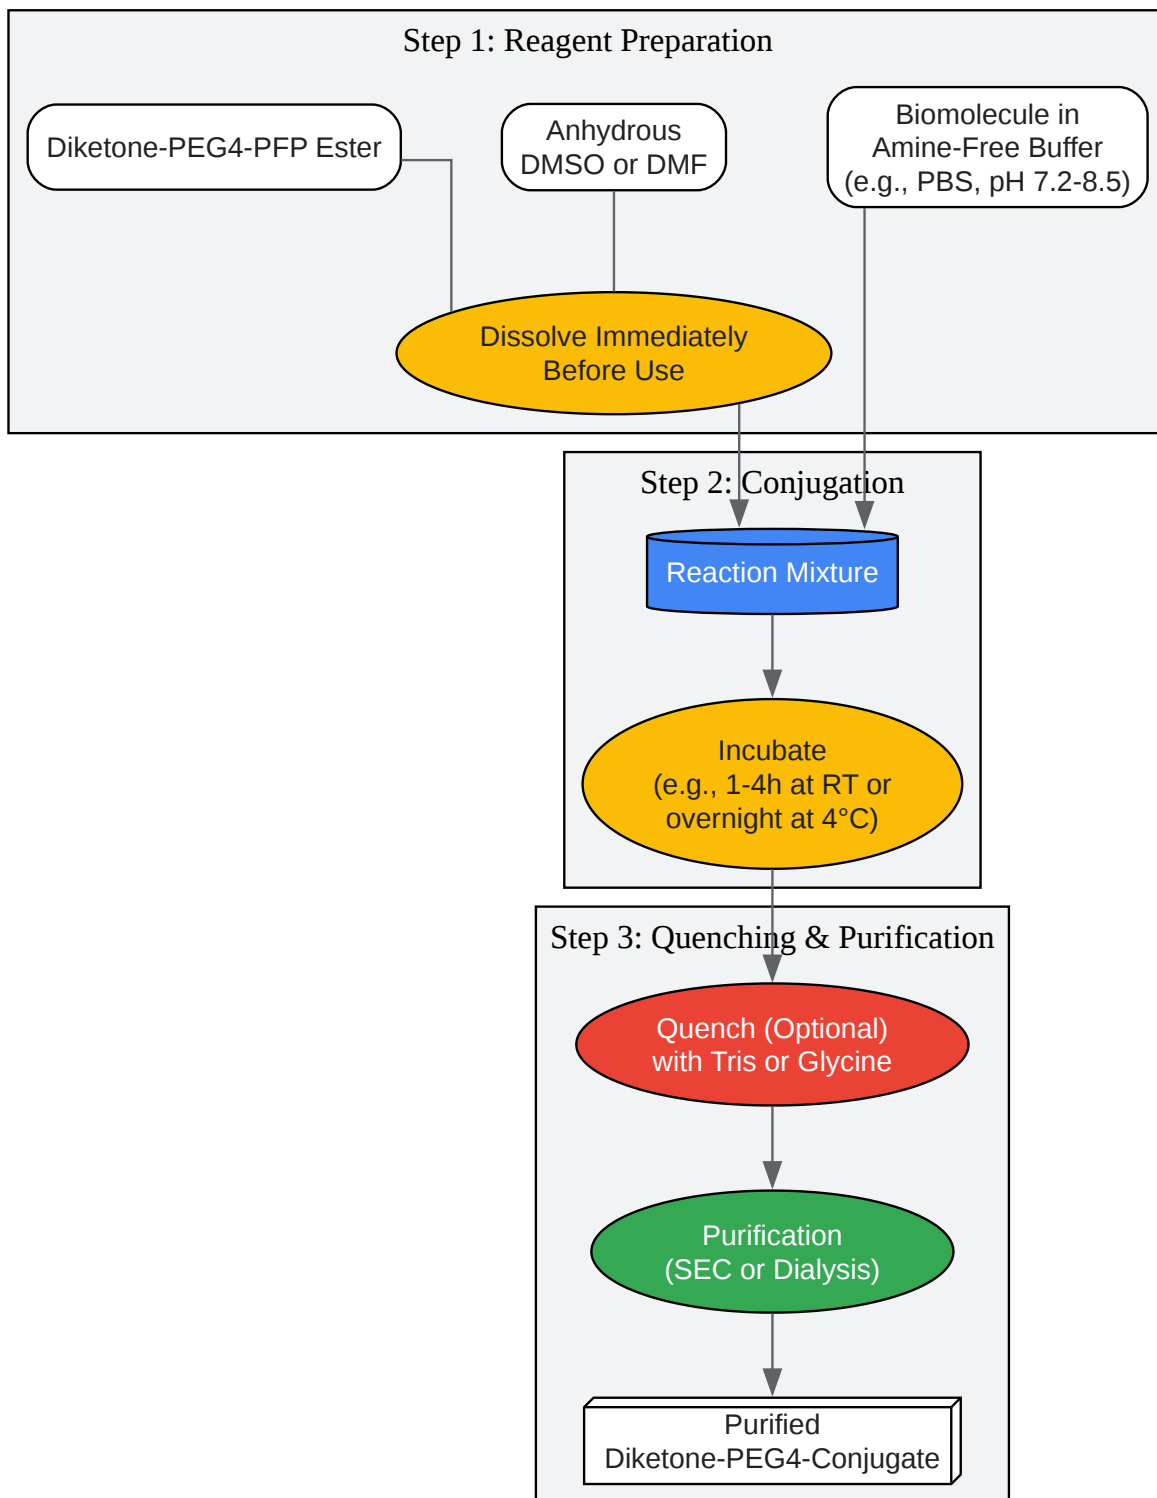 Step 1: Reagent Preparation
Diketone-PEG4-PFP Ester
Anhydrous
DMSO or DMF
Biomolecule in
Amine-Free Buffer
(e.g., PBS, pH 7.2-8.5)
Dissolve Immediately
Before Use
Step 2: Conjugation
Reaction Mixture
Incubate
(e.g., 1-4h at RT or
overnight at 4°C)
Step 3: Quenching & Purification
Quench (Optional)
with Tris or Glycine
Purification
(SEC or Dialysis)
Purified
Diketone-PEG4-Conjugate